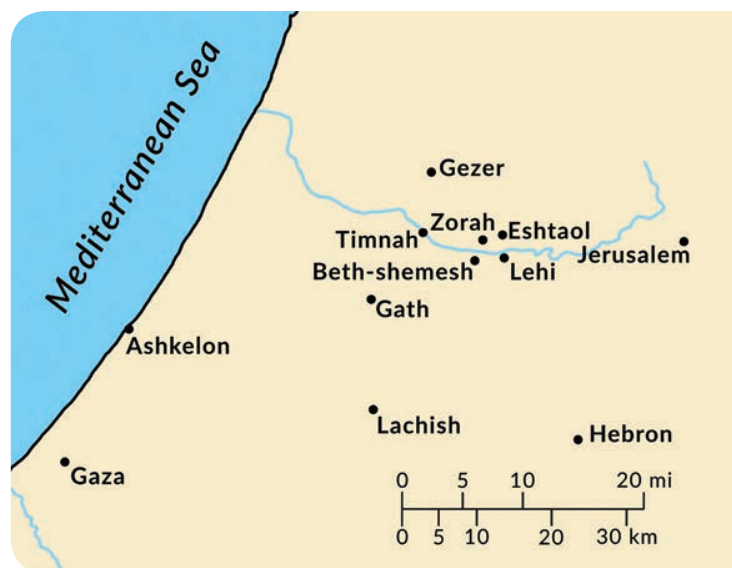 Mediterranean Sea
Gezer
Zorah
Eshtaol
Timnah
Jerusalem
Beth-shemesh
Lehi
Gath
Ashkelon
Lachish
Hebron
Gaza
0 5 10 20 mi
0 5 10 20 30 km